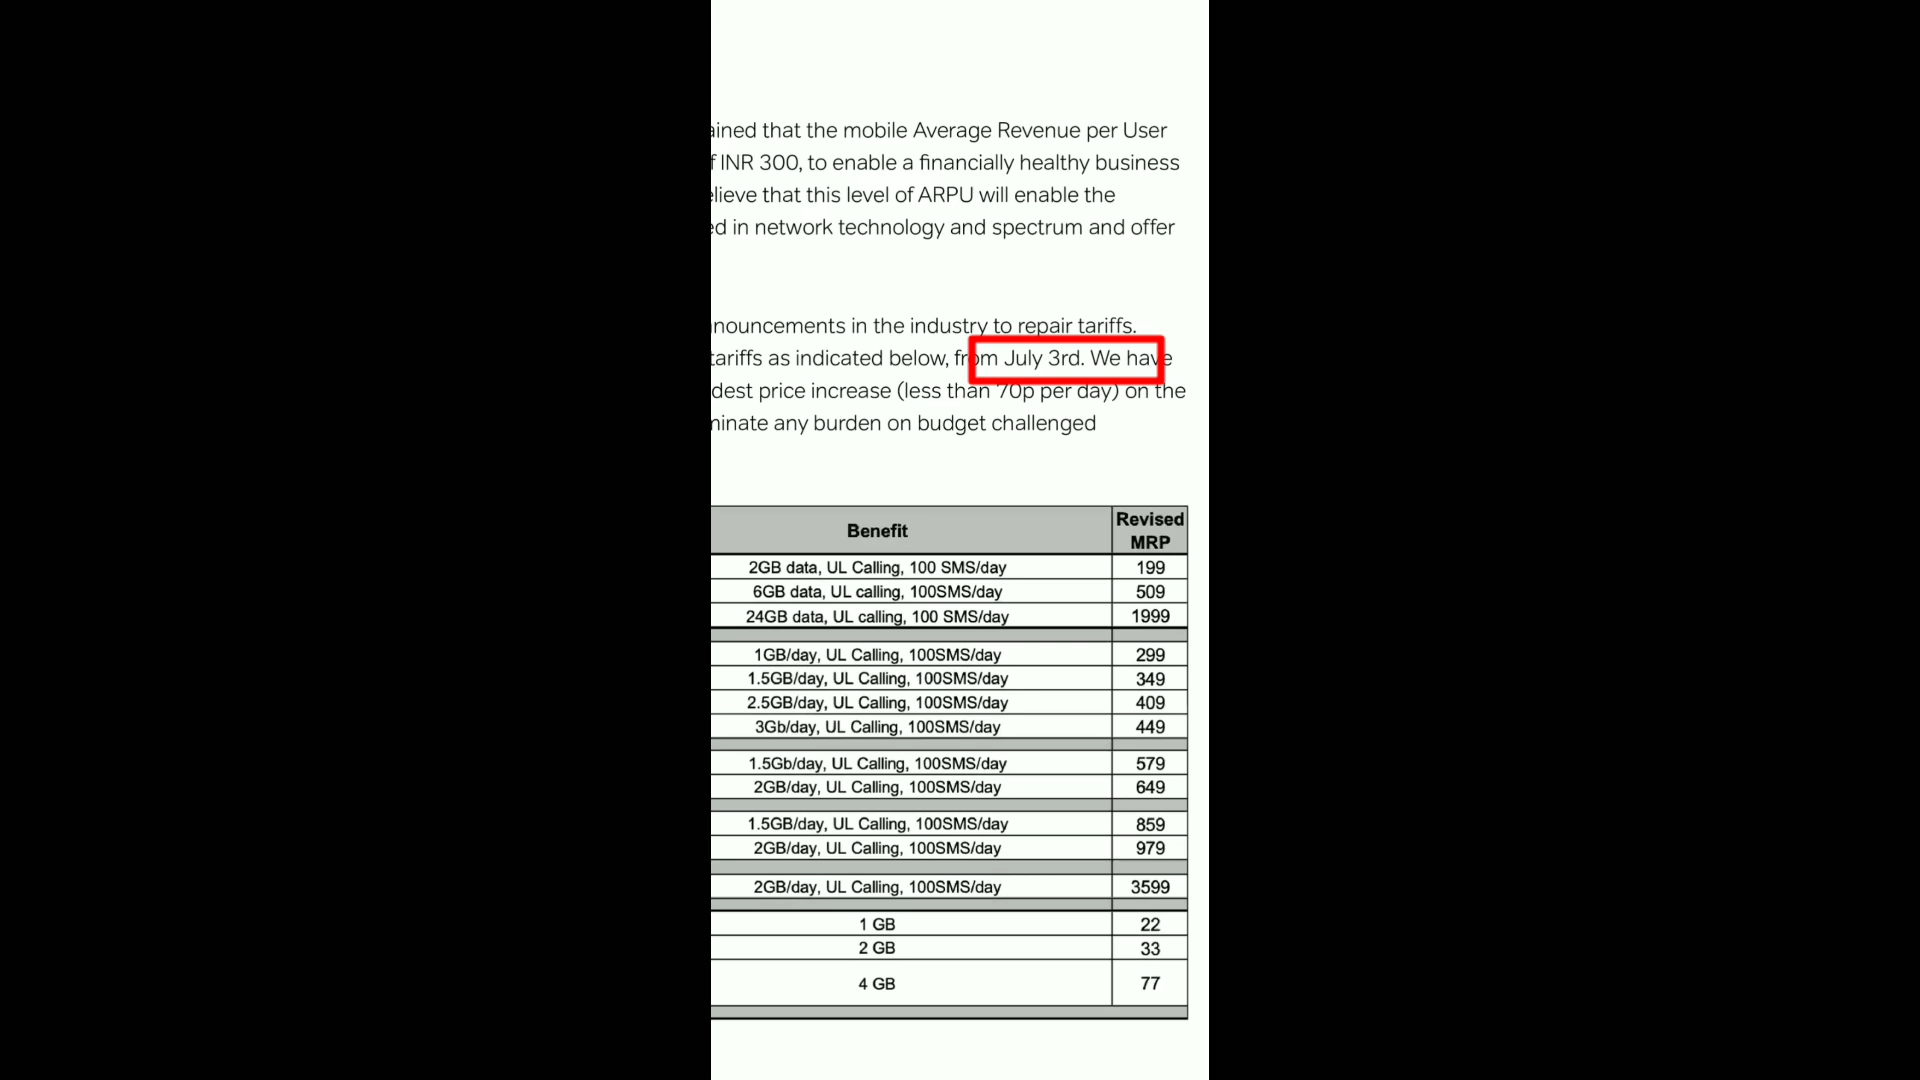 ained that the mobile Average Revenue per User
f INR 300, to enable a financially healthy business
elieve that this level of ARPU will enable the
ed in network technology and spectrum and offer
nnouncements in the industry to repair tariffs.
tariffs as indicated below, from July 3rd. We have
dest price increase (less than 70p per day) on the
minate any burden on budget challenged
Benefit Revised MRP
2GB data, UL Calling, 100 SMS/day 199
6GB data, UL calling, 100SMS/day 509
24GB data, UL calling, 100 SMS/day 1999
1GB/day, UL Calling, 100SMS/day 299
1.5GB/day, UL Calling, 100SMS/day 349
2.5GB/day, UL Calling, 100SMS/day 409
3Gb/day, UL Calling, 100SMS/day 449
1.5Gb/day, UL Calling, 100SMS/day 579
2GB/day, UL Calling, 100SMS/day 649
1.5GB/day, UL Calling, 100SMS/day 859
2GB/day, UL Calling, 100SMS/day 979
2GB/day, UL Calling, 100SMS/day 3599
1 GB 22
2 GB 33
4 GB 77